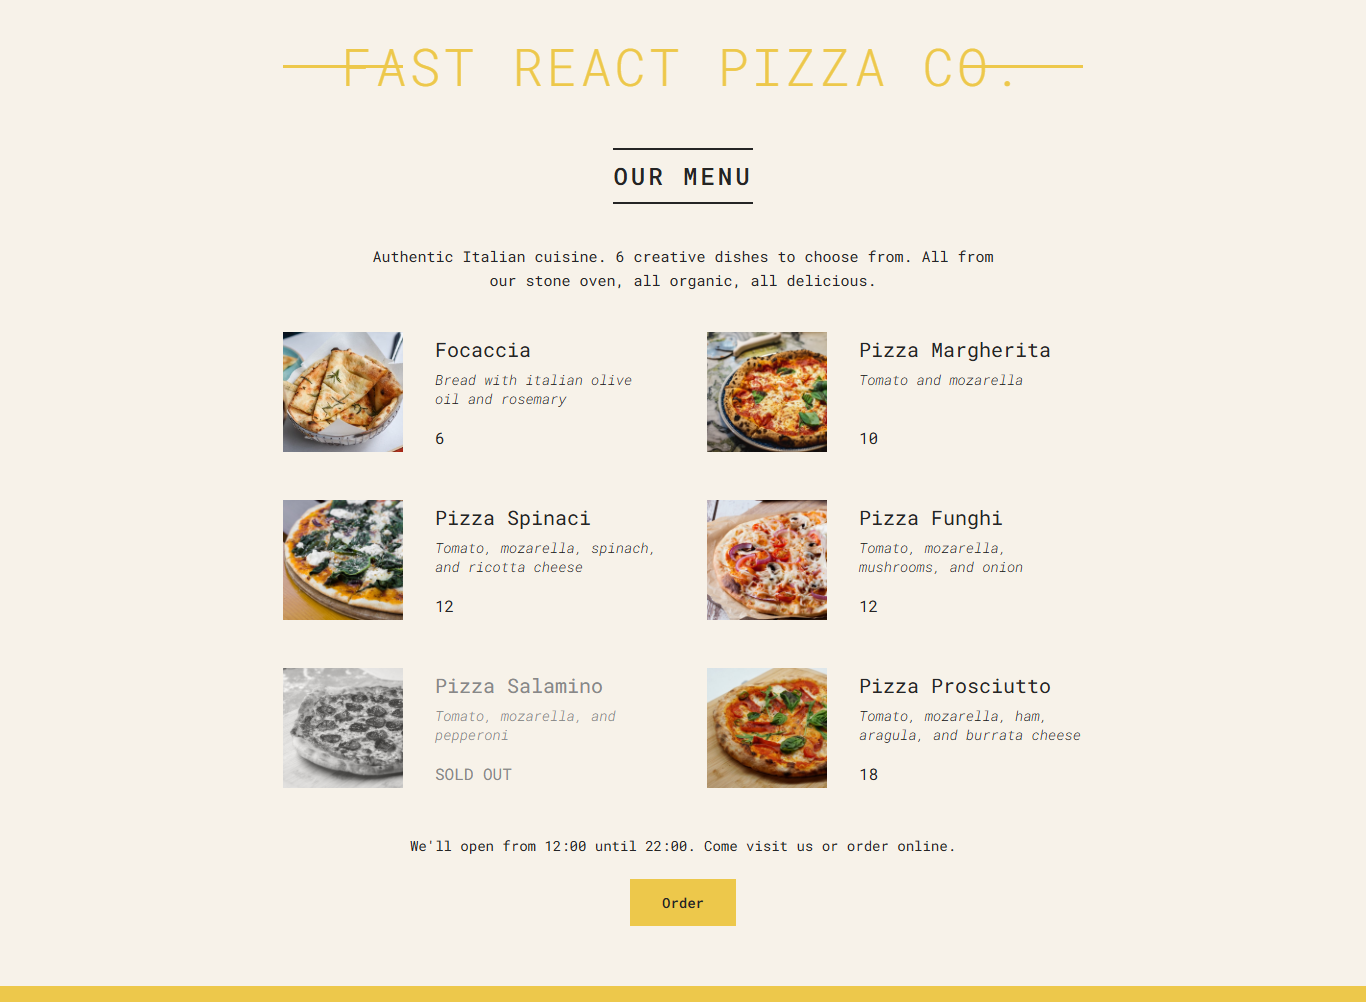 FAST REACT PIZZA CO.
OUR MENU
Authentic Italian cuisine. 6 creative dishes to choose from. All from
our stone oven, all organic, all delicious.
Focaccia
Bread with italian olive
oil and rosemary
6
Pizza Margherita
Tomato and mozarella
10
Pizza Spinaci
Tomato, mozarella, spinach,
and ricotta cheese
12
Pizza Funghi
Tomato, mozarella,
mushrooms, and onion
12
Pizza Salamino
Tomato, mozarella, and
pepperoni
SOLD OUT
Pizza Prosciutto
Tomato, mozarella, ham,
aragula, and burrata cheese
18
We'll open from 12:00 until 22:00. Come visit us or order online.
Order